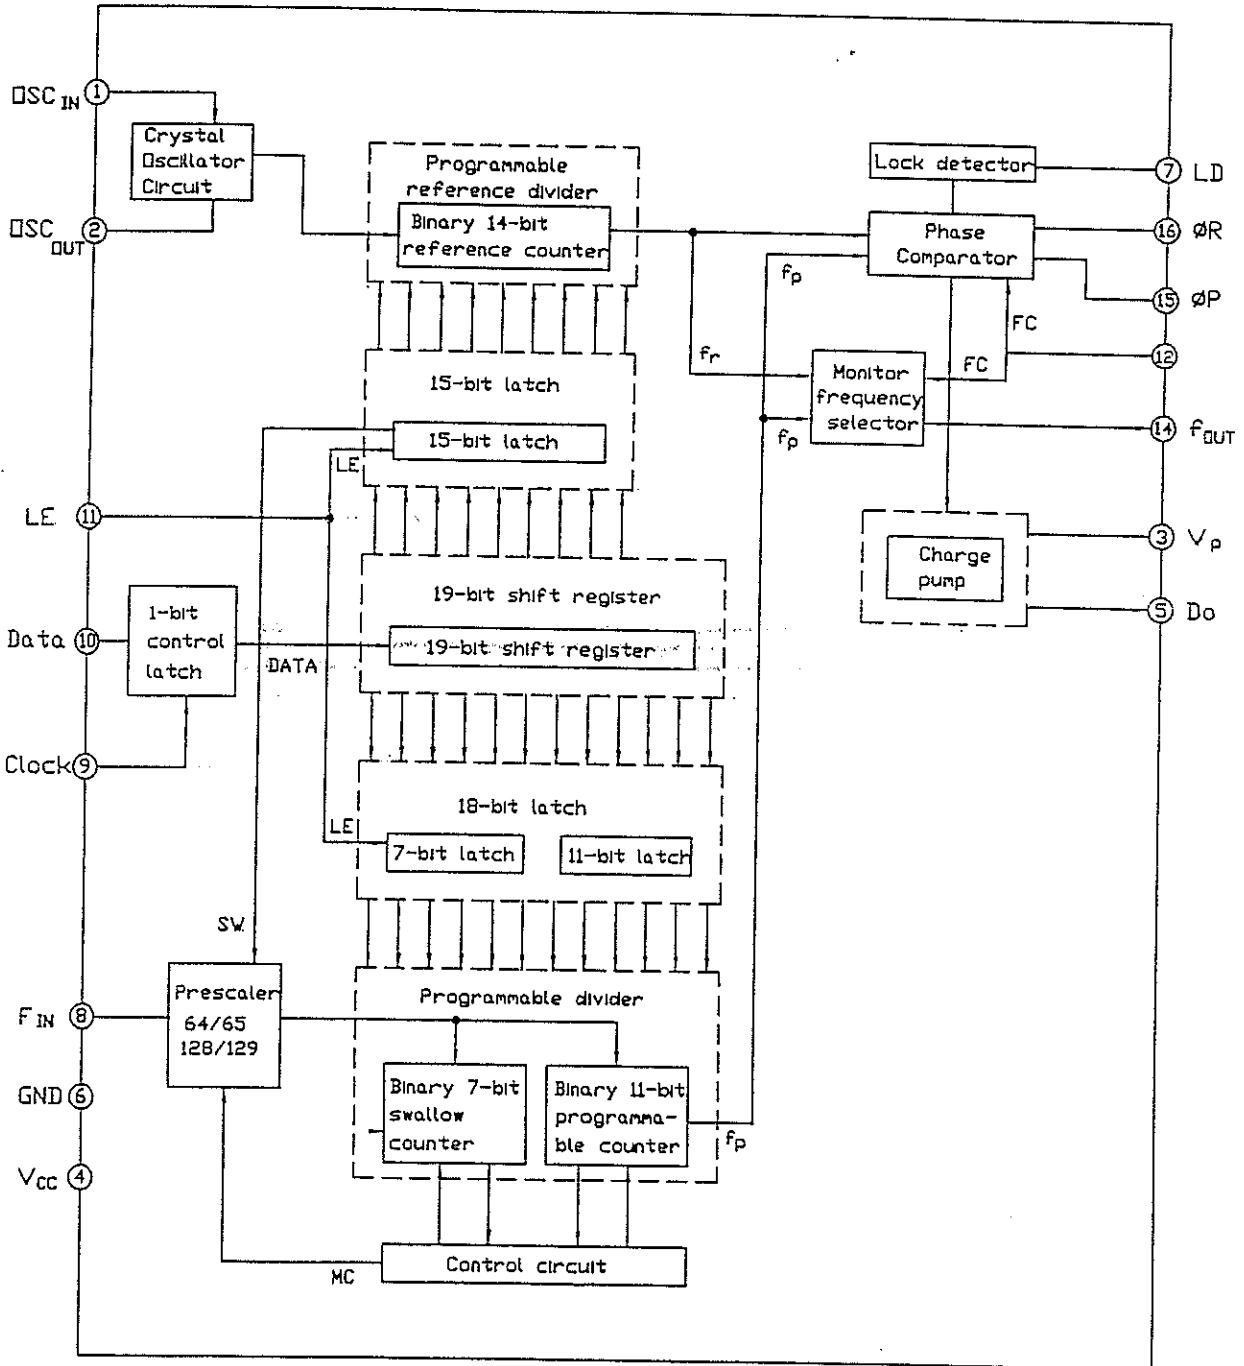 1
OSC IN
Crystal
Oscillator
Circuit
2
OSC OUT
Programmable
reference divider
Binary 14-bit
reference counter
Lock detector
7 LD
Phase
Comparator
16 ØR
15 ØP
fp
FC
12
fr
FC
Monitor
frequency
selector
fp
14 fOUT
15-bit latch
15-bit latch
LE
LE 11
3 Vp
Charge
pump
5 Do
19-bit shift register
19-bit shift register
Data 10
1-bit
control
latch
DATA
Clock 9
18-bit latch
LE
7-bit latch
11-bit latch
SW.
Programmable divider
FIN 8
Prescaler
64/65
128/129
GND 6
Binary 7-bit
swallow
counter
Binary 11-bit
programma-
ble counter
fp
VCC 4
Control circuit
MC